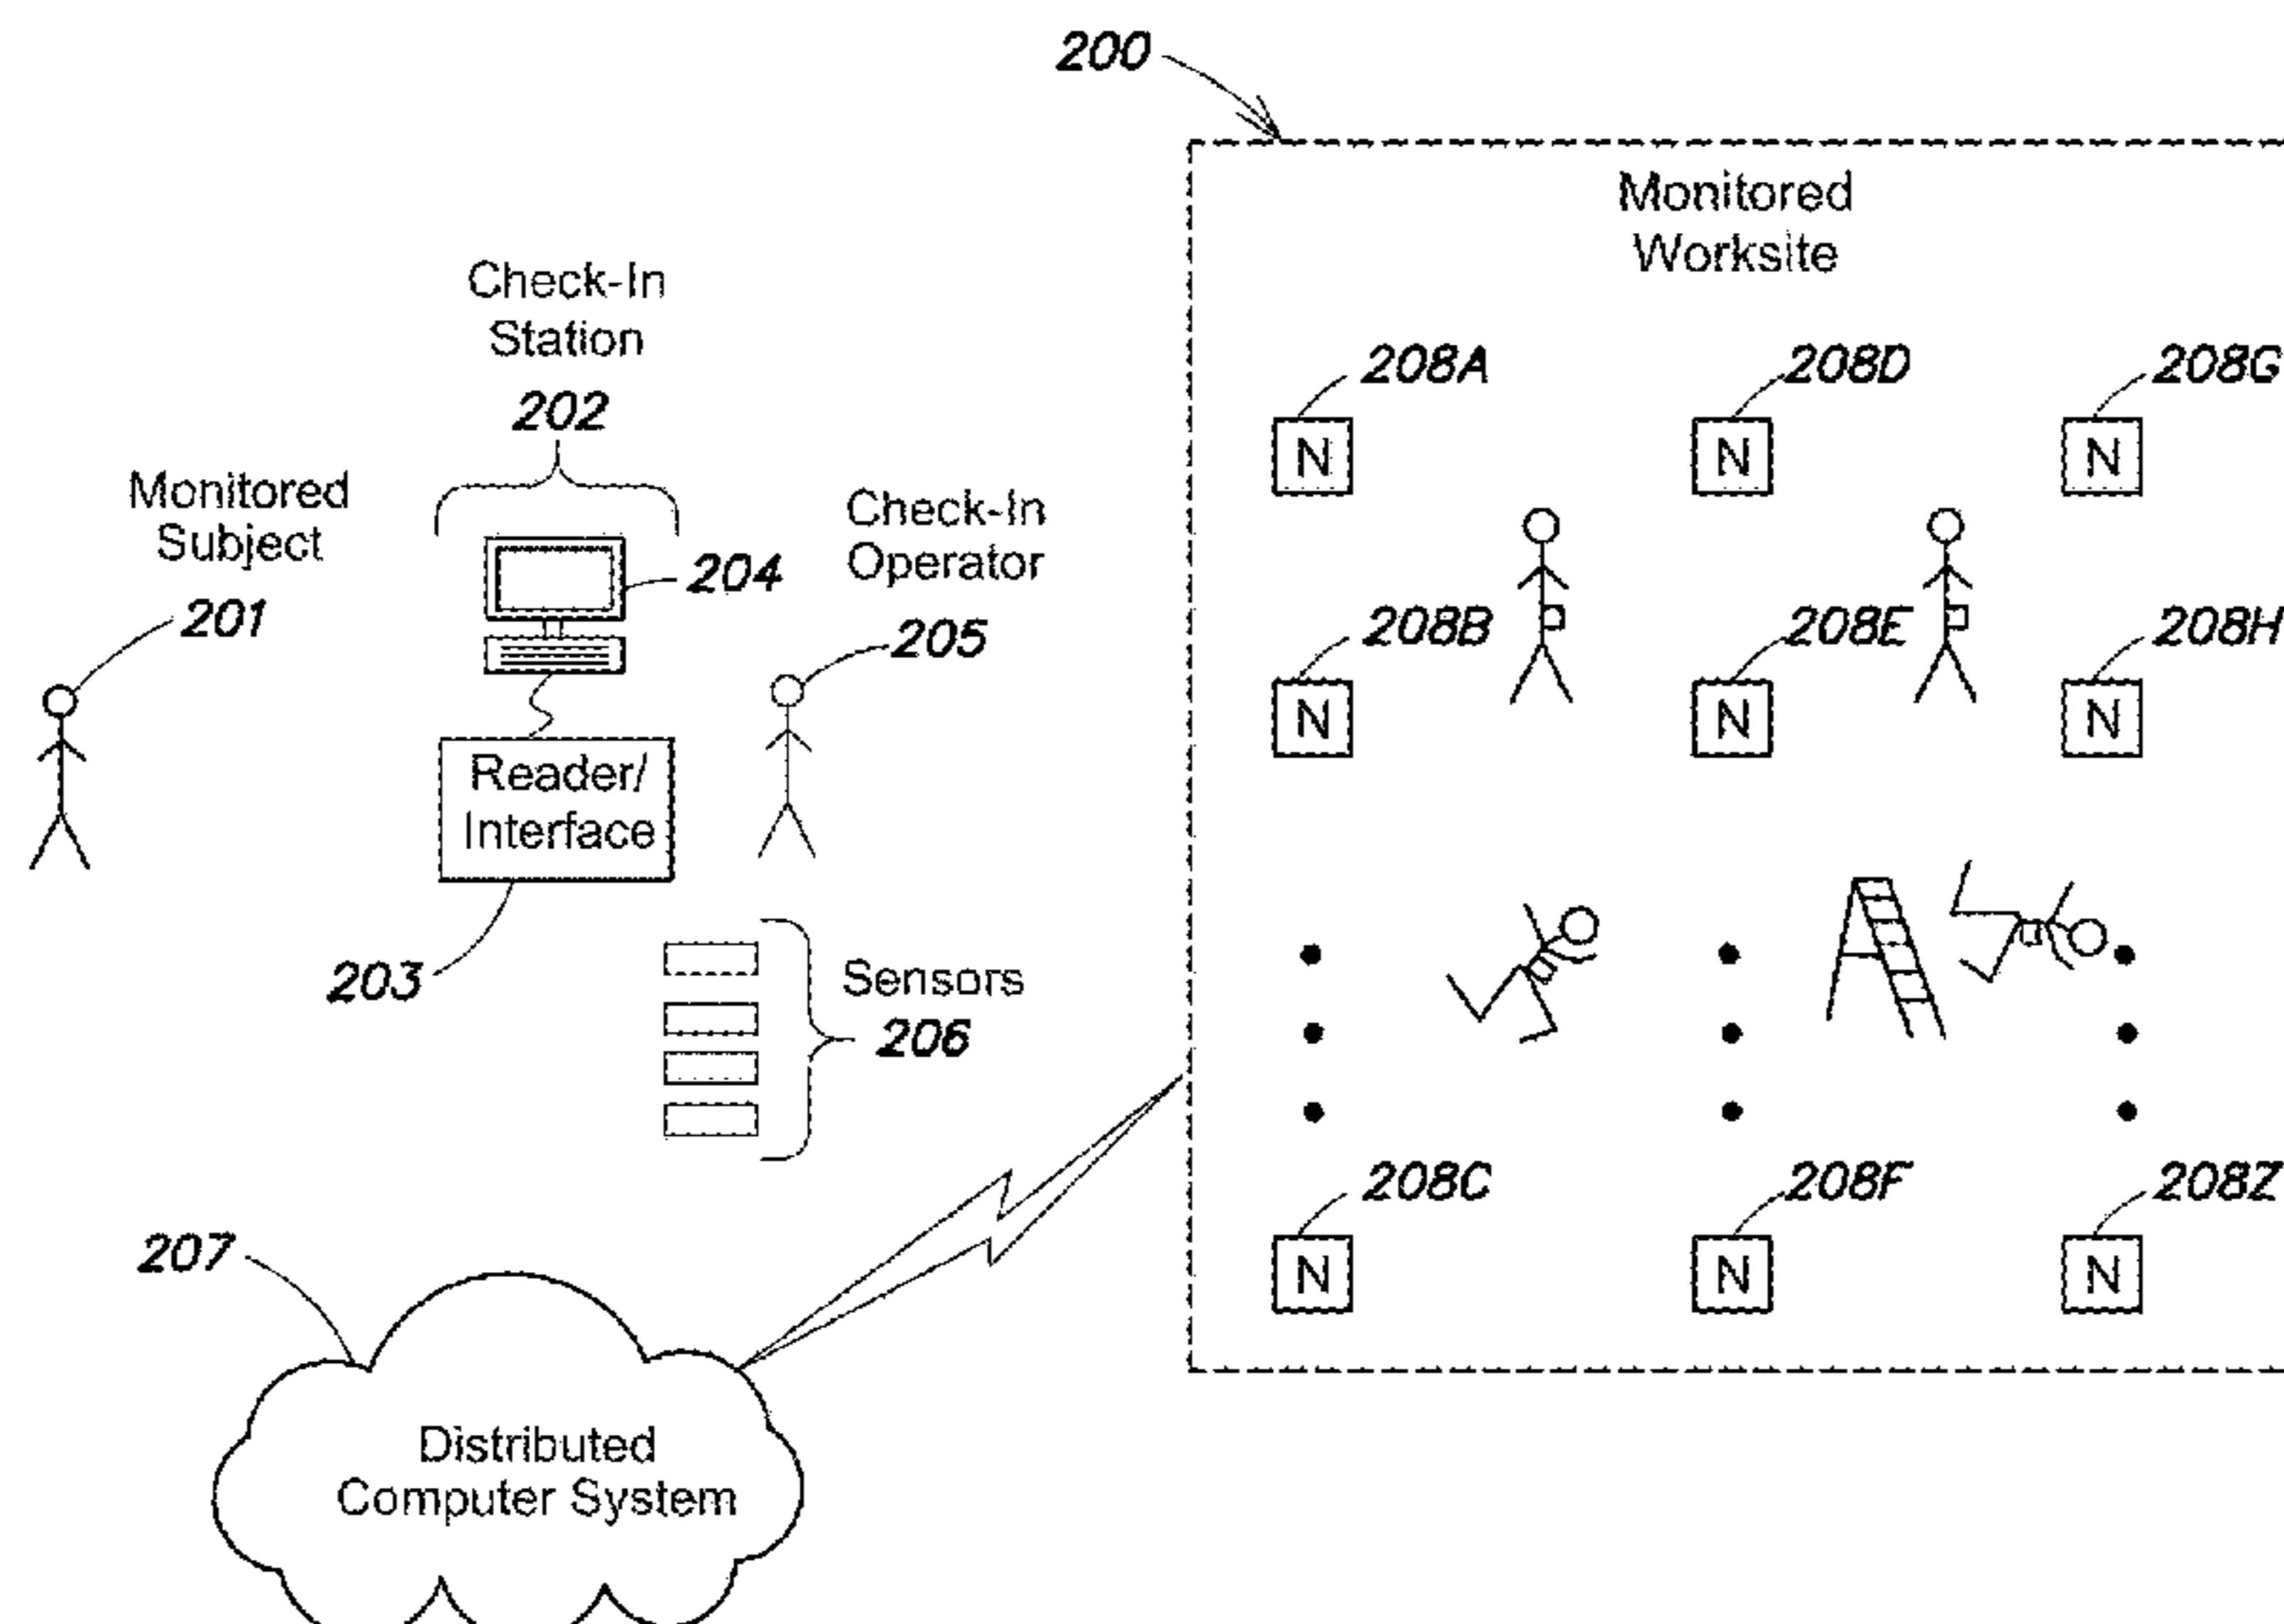 200
Monitored
Worksite
Check-In
Station
202
Monitored
Subject
201
204
Check-In
Operator
205
Reader/
Interface
203
Sensors
206
207
Distributed
Computer System
208A
208D
208G
N
N
N
208B
208E
208H
N
N
N
208C
208F
208Z
N
N
N